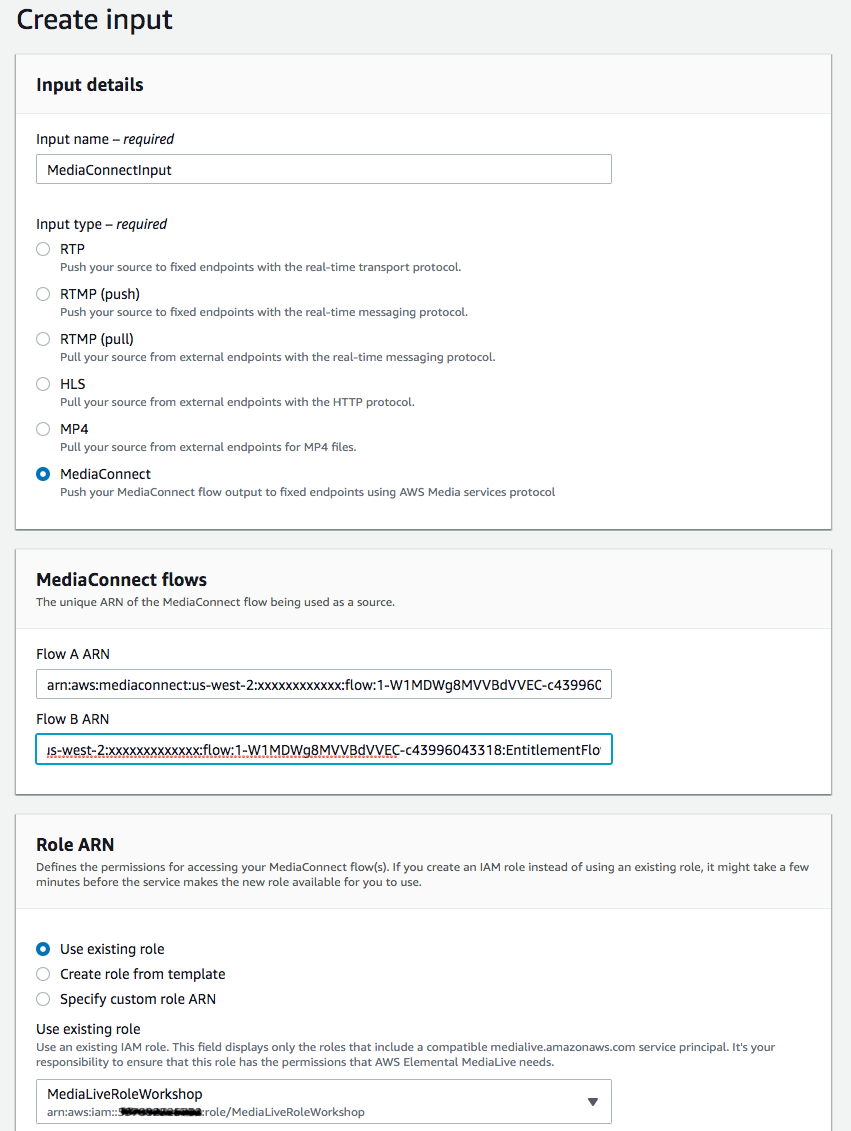 Create input
Input details
Input name – required
MediaConnectInput
Input type – required
RTP
Push your source to fixed endpoints with the real-time transport protocol.
RTMP (push)
Push your source to fixed endpoints with the real-time messaging protocol.
RTMP (pull)
Pull your source from external endpoints with the real-time messaging protocol.
HLS
Pull your source from external endpoints with the HTTP protocol.
MP4
Pull your source from external endpoints for MP4 files.
MediaConnect
Push your MediaConnect flow output to fixed endpoints using AWS Media services protocol
MediaConnect flows
The unique ARN of the MediaConnect flow being used as a source.
Flow A ARN
arn:aws:mediaconnect:us-west-2:xxxxxxxxxxxx:flow:1-W1MDWg8MVVBdVVEC-c439960
Flow B ARN
us-west-2:xxxxxxxxxxxxx:flow:1-W1MDWg8MVVBdVVEC-c43996043318:EntitlementFlo
Role ARN
Defines the permissions for accessing your MediaConnect flow(s). If you create an IAM role instead of using an existing role, it might take a few
minutes before the service makes the new role available for you to use.
Use existing role
Create role from template
Specify custom role ARN
Use existing role
Use an existing IAM role. This field displays only the roles that include a compatible medialive.amazonaws.com service principal. It's your
responsibility to ensure that this role has the permissions that AWS Elemental MediaLive needs.
MediaLiveRoleWorkshop
arn:aws:iam:: :role/MediaLiveRoleWorkshop